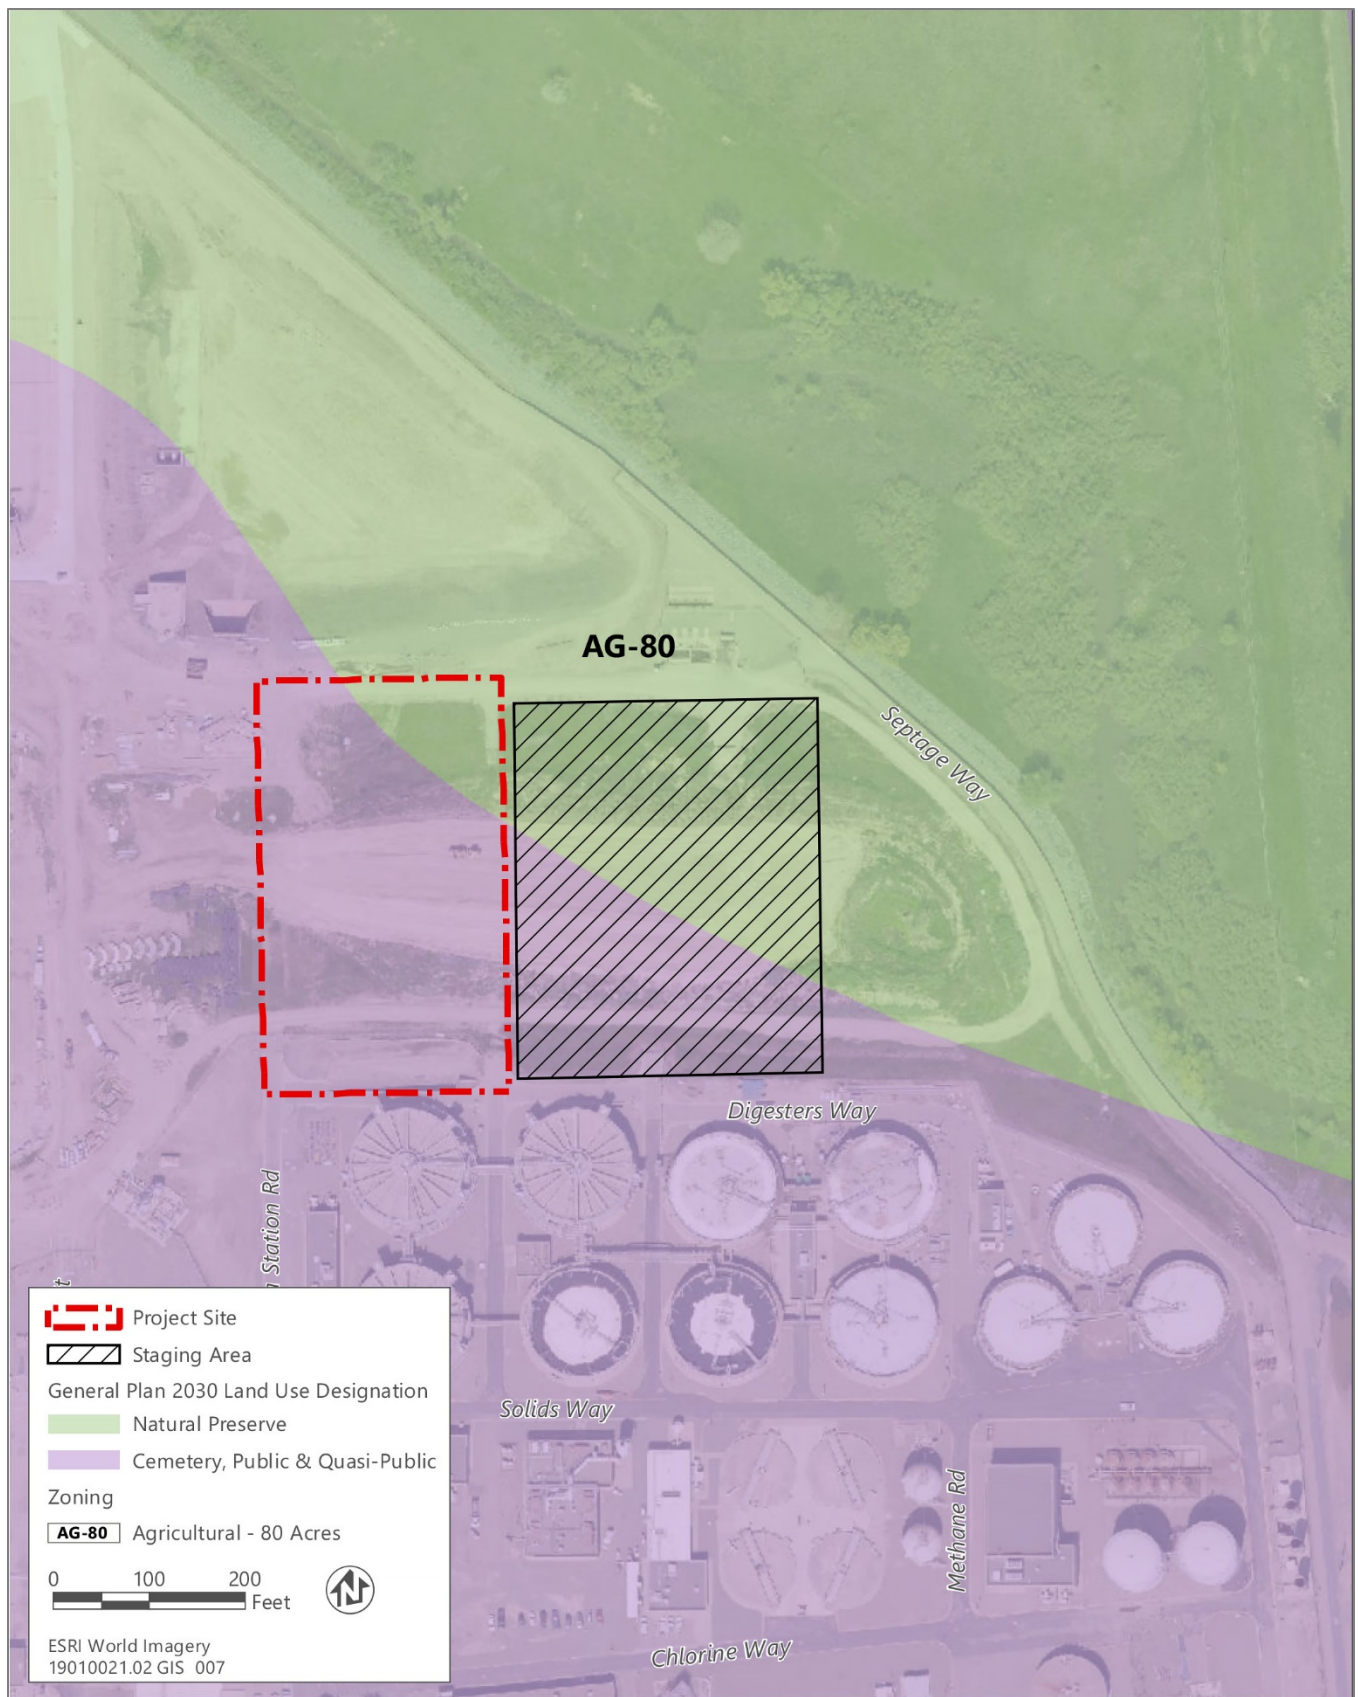 AG-80
Septage Way
Digesters Way
Station Rd
Solids Way
Methane Rd
Chlorine Way
Project Site
Staging Area
General Plan 2030 Land Use Designation
Natural Preserve
Cemetery, Public & Quasi-Public
Zoning
AG-80 Agricultural - 80 Acres
0 100 200
Feet
N
ESRI World Imagery
19010021.02 GIS 007